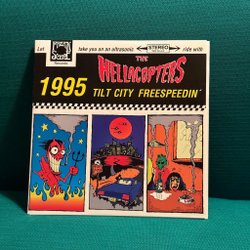 Let
take you on an ultrasonic
STEREO
ride with
THE
HELLACOPTERS
1995 TILT CITY FREESPEEDIN'